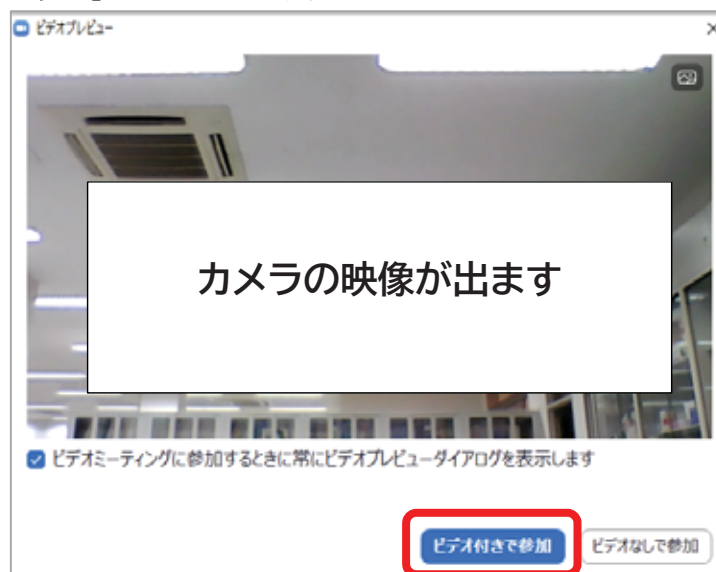 ビデオプレビュー
カメラの映像が出ます
ビデオミーティングに参加するときに常にビデオプレビューダイアログを表示します
ビデオ付きで参加
ビデオなしで参加